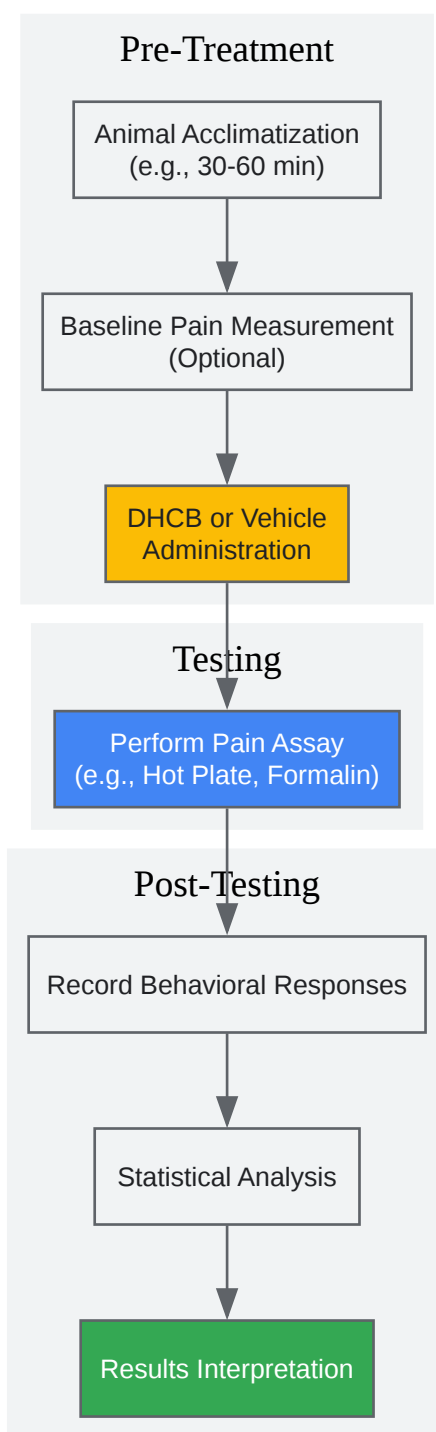 Pre-Treatment
Animal Acclimatization
(e.g., 30-60 min)
Baseline Pain Measurement
(Optional)
DHCB or Vehicle
Administration
Testing
Perform Pain Assay
(e.g., Hot Plate, Formalin)
Post-Testing
Record Behavioral Responses
Statistical Analysis
Results Interpretation